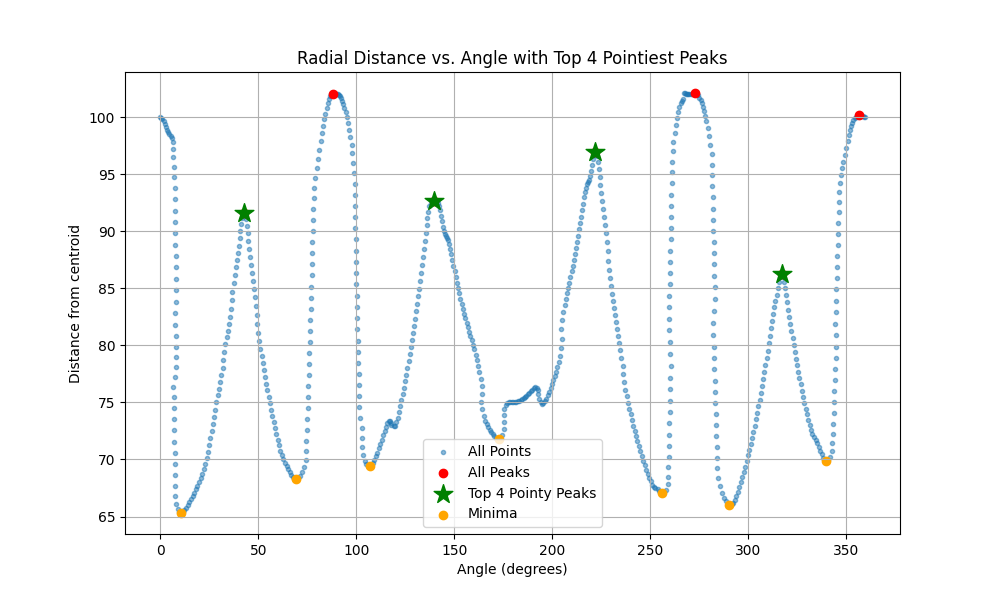 Radial Distance vs. Angle with Top 4 Pointiest Peaks
Distance from centroid
100
95
90
85
80
75
70
65
All Points
All Peaks
Top 4 Pointy Peaks
Minima
0 50 100 150 200 250 300 350
Angle (degrees)